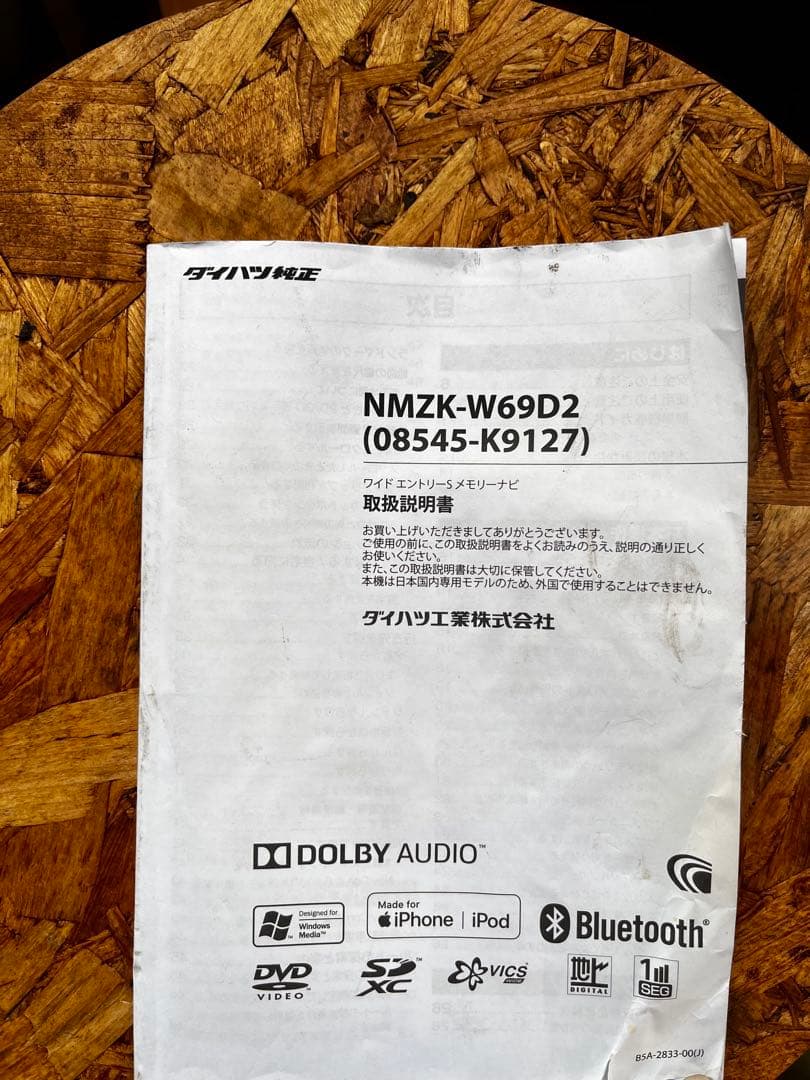 ダイハツ純正
NMZK-W69D2
(08545-K9127)
ワイド エントリーS メモリーナビ
取扱説明書
お買い上げいただきましてありがとうございます。
ご使用の前に、この取扱説明書をよくお読みのうえ、説明の通り正しく
お使いください。
また、この取扱説明書は大切に保管してください。
本機は日本国内専用モデルのため、外国で使用することはできません。
ダイハツ工業株式会社
DOLBY AUDIO™
Designed for
Windows
Media™
Made for
iPhone | iPod
Bluetooth®
DVD
VIDEO
SD
XC
VICS
地デジ
DIGITAL
1
SEG
B5A-2833-00(J)